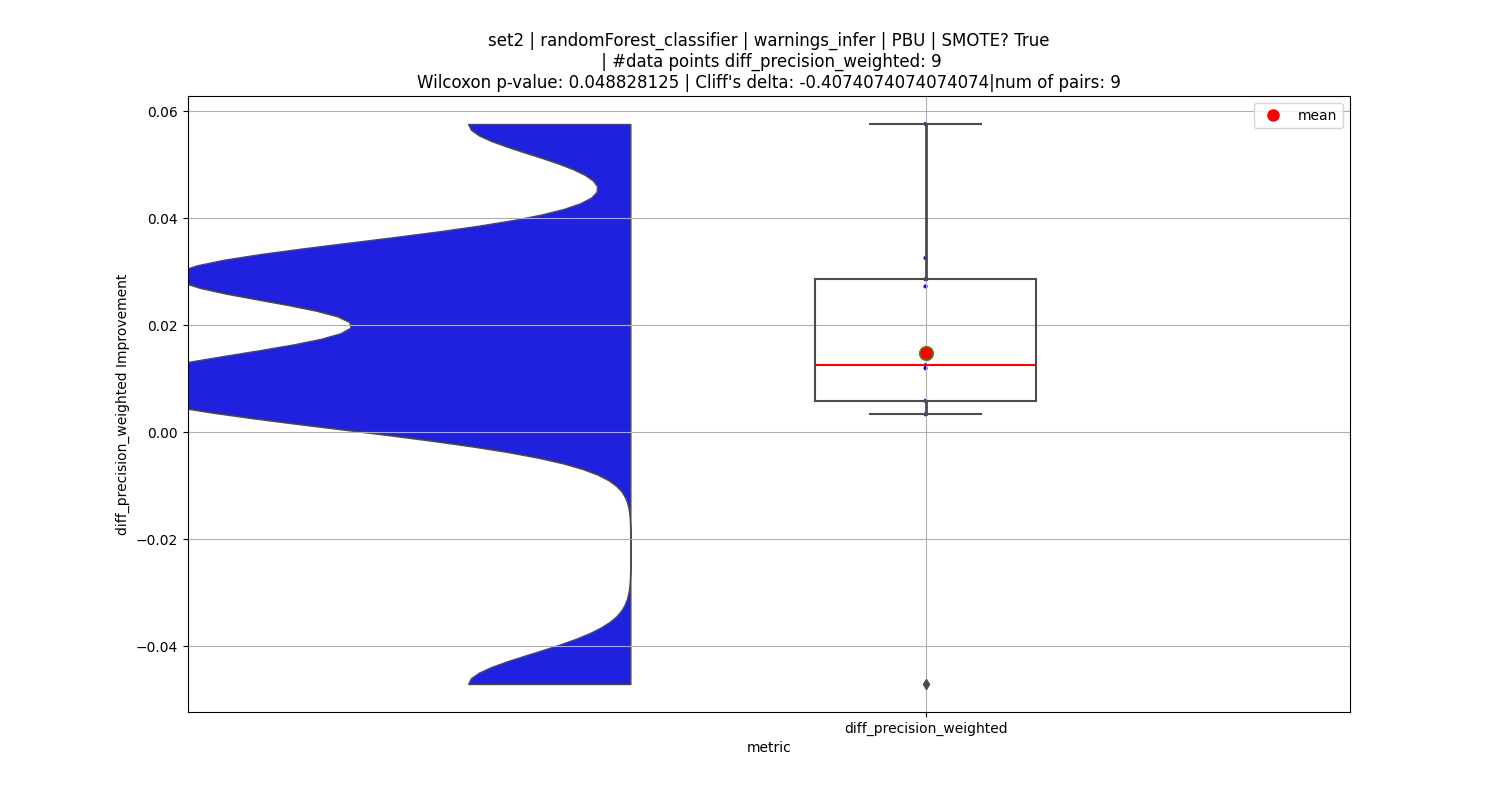 set2 | randomForest_classifier | warnings_infer | PBU | SMOTE? True
| #data points diff_precision_weighted: 9
Wilcoxon p-value: 0.048828125 | Cliff's delta: -0.4074074074074074|num of pairs: 9
mean
0.06
0.04
0.02
0.00
−0.02
−0.04
diff_precision_weighted Improvement
diff_precision_weighted
metric